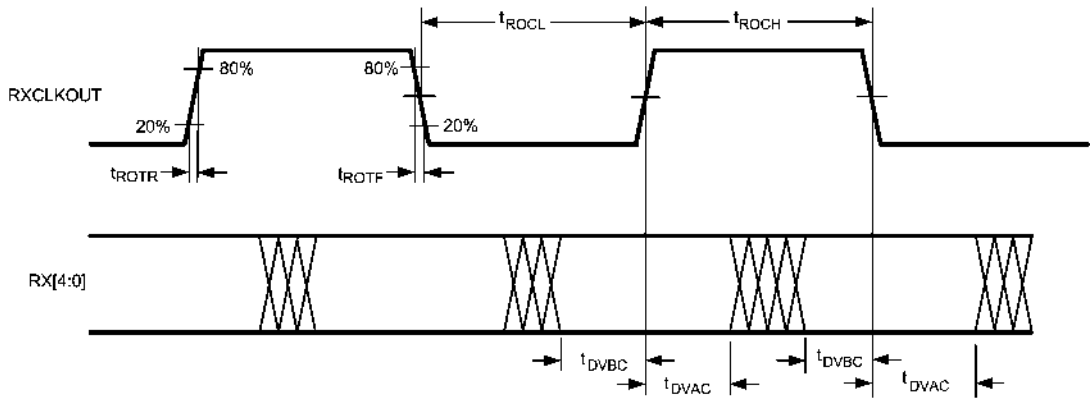 tROCL
tROCH
80%
80%
RXCLKOUT
20%
20%
tROTR
tROTF
RX[4:0]
tDVBC
tDVBC
tDVAC
tDVAC